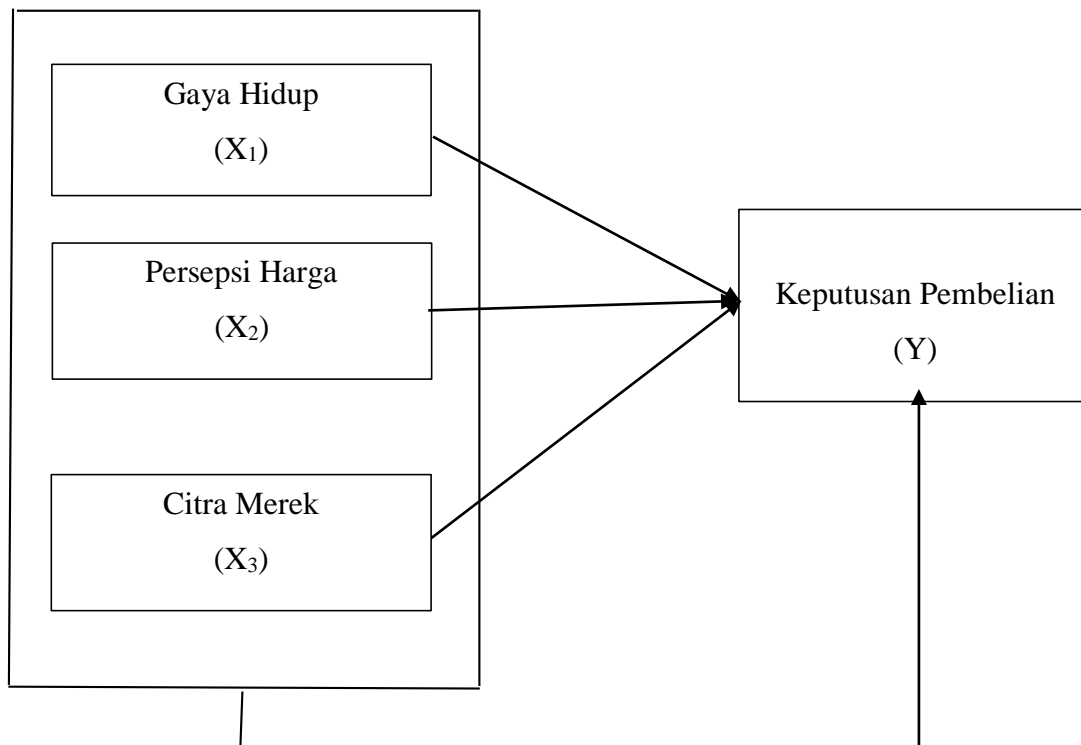 Gaya Hidup
(X₁)
Persepsi Harga
(X₂)
Keputusan Pembelian
(Y)
Citra Merek
(X₃)